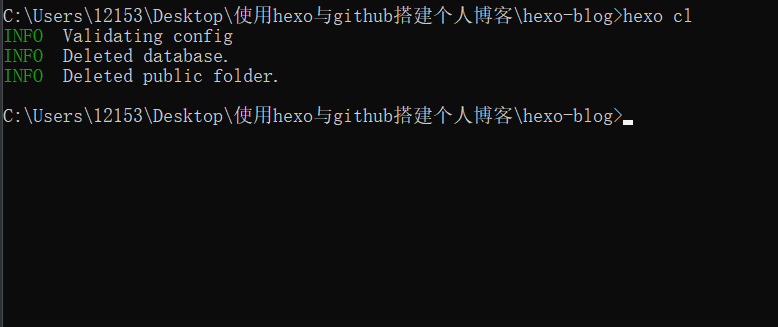 C:\Users\12153\Desktop\使用hexo与github搭建个人博客\hexo-blog>hexo cl
INFO  Validating config
INFO  Deleted database.
INFO  Deleted public folder.
C:\Users\12153\Desktop\使用hexo与github搭建个人博客\hexo-blog>